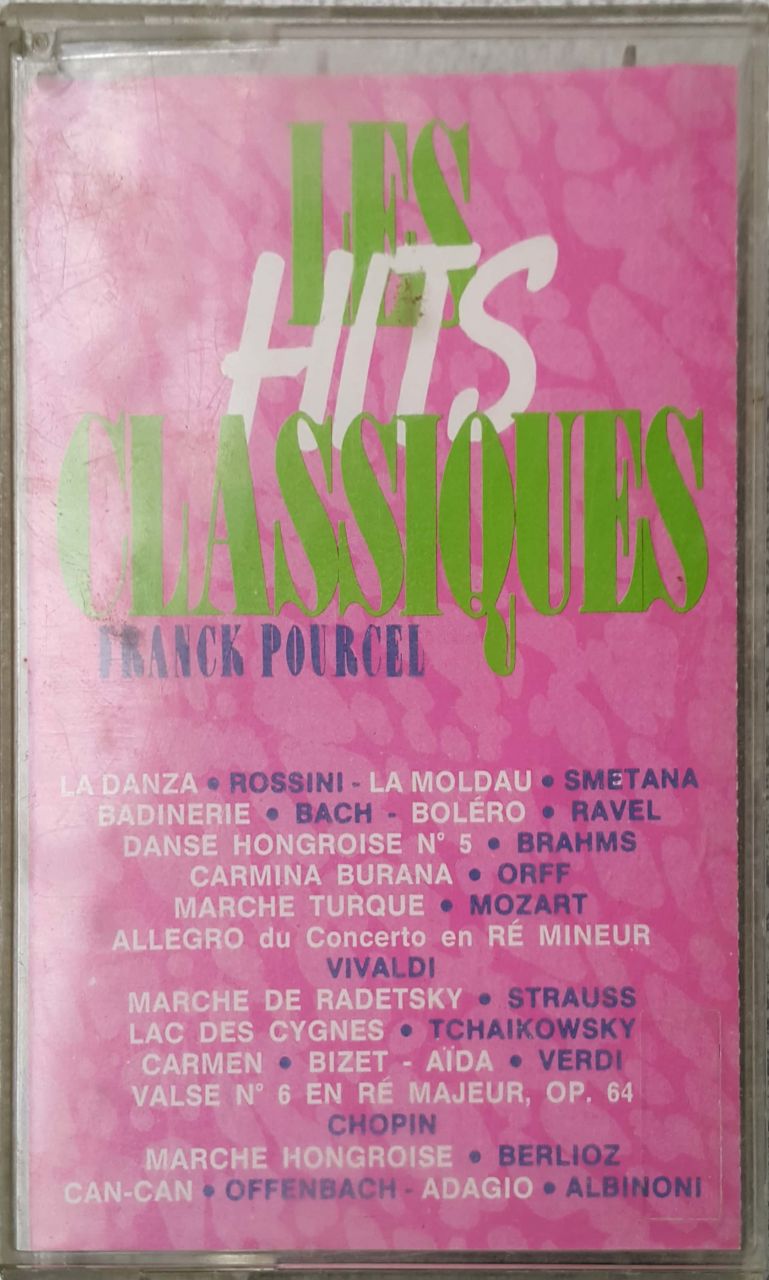 LES
HITS
CLASSIQUES
FRANCK POURCEL
LA DANZA • ROSSINI - LA MOLDAU • SMETANA
BADINERIE • BACH - BOLÉRO • RAVEL
DANSE HONGROISE N° 5 • BRAHMS
CARMINA BURANA • ORFF
MARCHE TURQUE • MOZART
ALLEGRO du Concerto en RÉ MINEUR
VIVALDI
MARCHE DE RADETSKY • STRAUSS
LAC DES CYGNES • TCHAIKOWSKY
CARMEN • BIZET - AÏDA • VERDI
VALSE N° 6 EN RÉ MAJEUR, OP. 64
CHOPIN
MARCHE HONGROISE • BERLIOZ
CAN-CAN • OFFENBACH - ADAGIO • ALBINONI